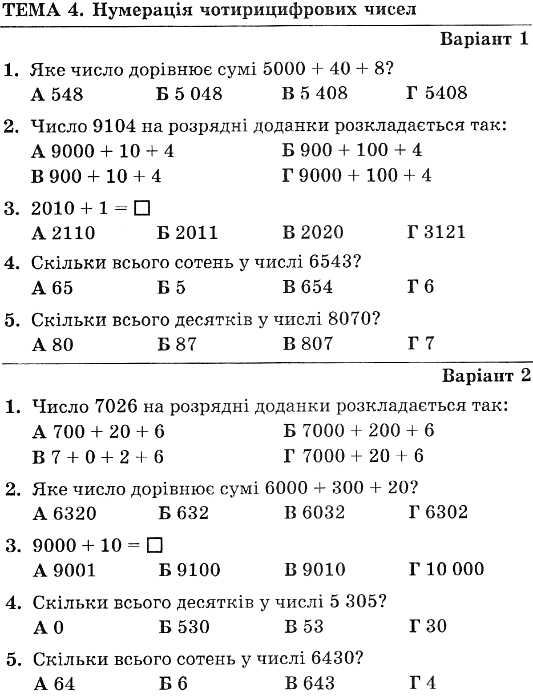 ТЕМА 4. Нумерація чотирицифрових чисел
Варіант 1
1. Яке число дорівнює сумі 5000 + 40 + 8?
А 548 Б 5 048 В 5 408 Г 5408
2. Число 9104 на розрядні доданки розкладається так:
А 9000 + 10 + 4 Б 900 + 100 + 4
В 900 + 10 + 4 Г 9000 + 100 + 4
3. 2010 + 1 = □
А 2110 Б 2011 В 2020 Г 3121
4. Скільки всього сотень у числі 6543?
А 65 Б 5 В 654 Г 6
5. Скільки всього десятків у числі 8070?
А 80 Б 87 В 807 Г 7
Варіант 2
1. Число 7026 на розрядні доданки розкладається так:
А 700 + 20 + 6 Б 7000 + 200 + 6
В 7 + 0 + 2 + 6 Г 7000 + 20 + 6
2. Яке число дорівнює сумі 6000 + 300 + 20?
А 6320 Б 632 В 6032 Г 6302
3. 9000 + 10 = □
А 9001 Б 9100 В 9010 Г 10 000
4. Скільки всього десятків у числі 5 305?
А 0 Б 530 В 53 Г 30
5. Скільки всього сотень у числі 6430?
А 64 Б 6 В 643 Г 4